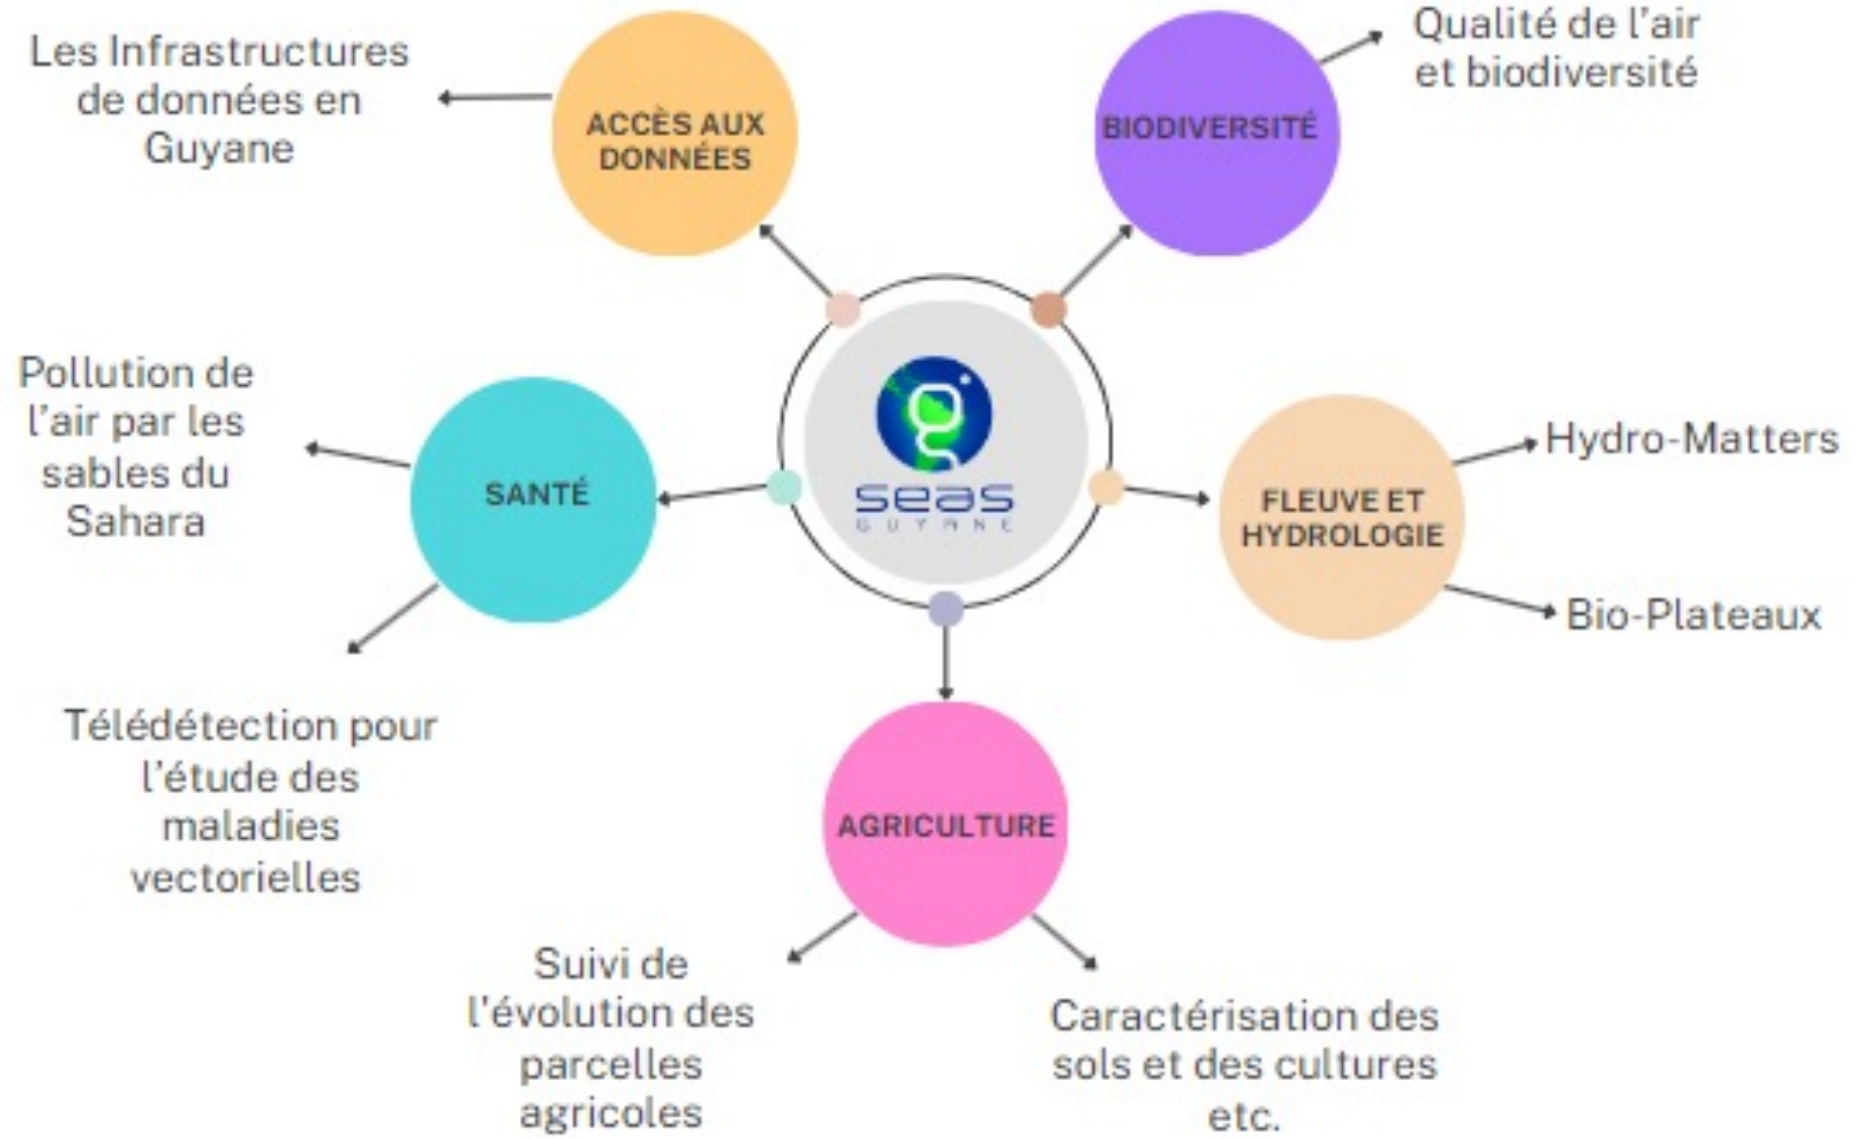 Les Infrastructures
de données en
Guyane
ACCÈS AUX
DONNÉES
BIODIVERSITÉ
Qualité de l'air
et biodiversité
Pollution de
l'air par les
sables du
Sahara
SANTÉ
seas
GUYANE
FLEUVE ET
HYDROLOGIE
Hydro-Matters
Bio-Plateaux
Télédétection pour
l'étude des
maladies
vectorielles
AGRICULTURE
Suivi de
l'évolution des
parcelles
agricoles
Caractérisation des
sols et des cultures
etc.